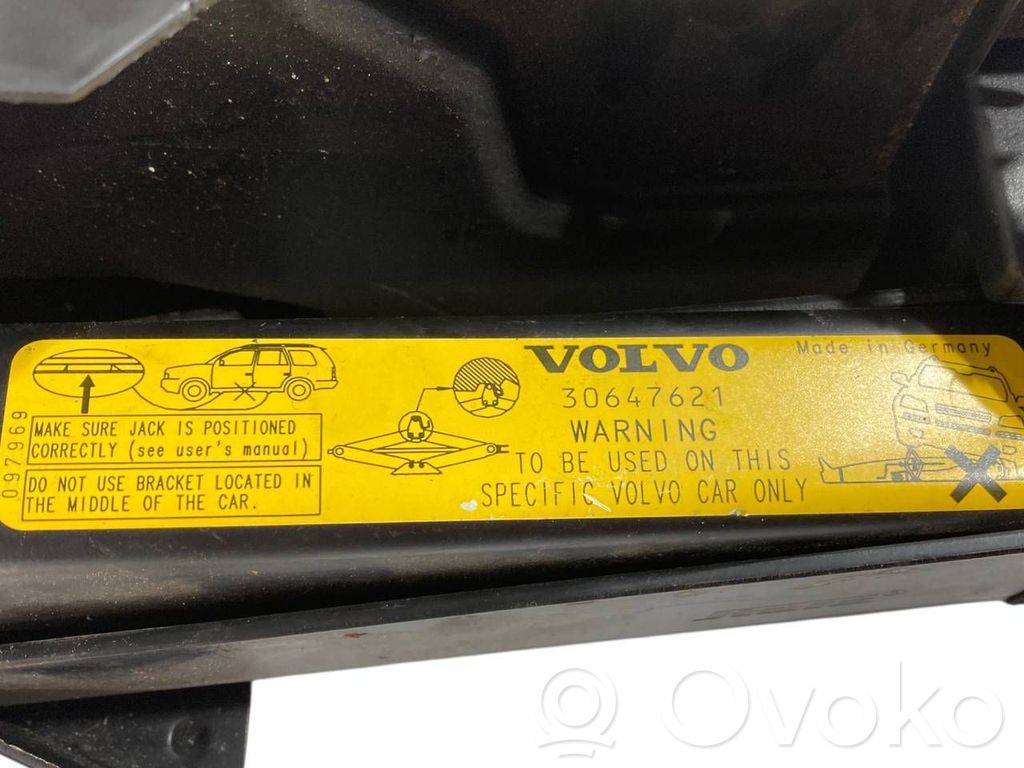 VOLVO
Made in Germany
30647621
WARNING
TO BE USED ON THIS
SPECIFIC VOLVO CAR ONLY
MAKE SURE JACK IS POSITIONED
CORRECTLY (see user's manual)
DO NOT USE BRACKET LOCATED IN
THE MIDDLE OF THE CAR.
097969
Ovoko